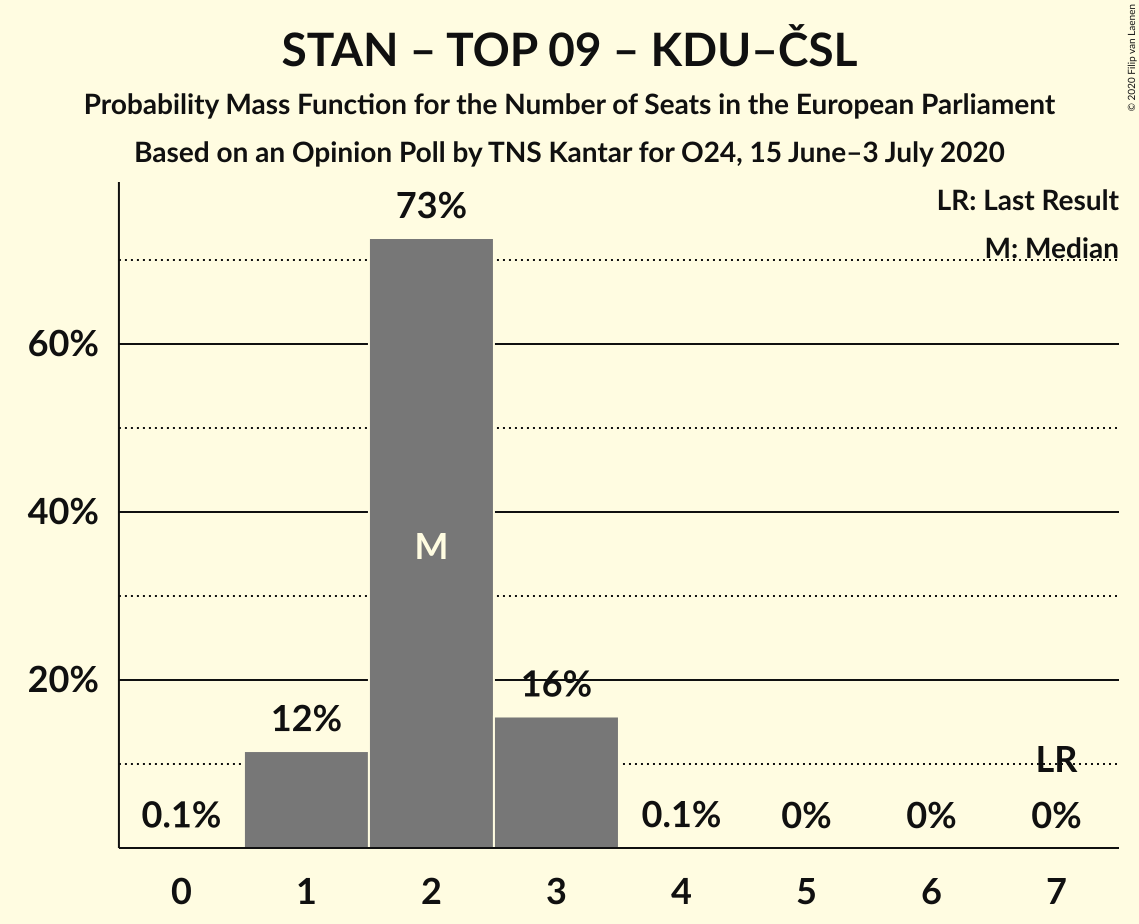 STAN – TOP 09 – KDU–ČSL
Probability Mass Function for the Number of Seats in the European Parliament
Based on an Opinion Poll by TNS Kantar for O24, 15 June–3 July 2020
© 2020 Filip van Laenen
LR: Last Result
M: Median
73%
60%
40%
M
20%
16%
12%
LR
0.1%
0.1%
0%
0%
0%
0 1 2 3 4 5 6 7